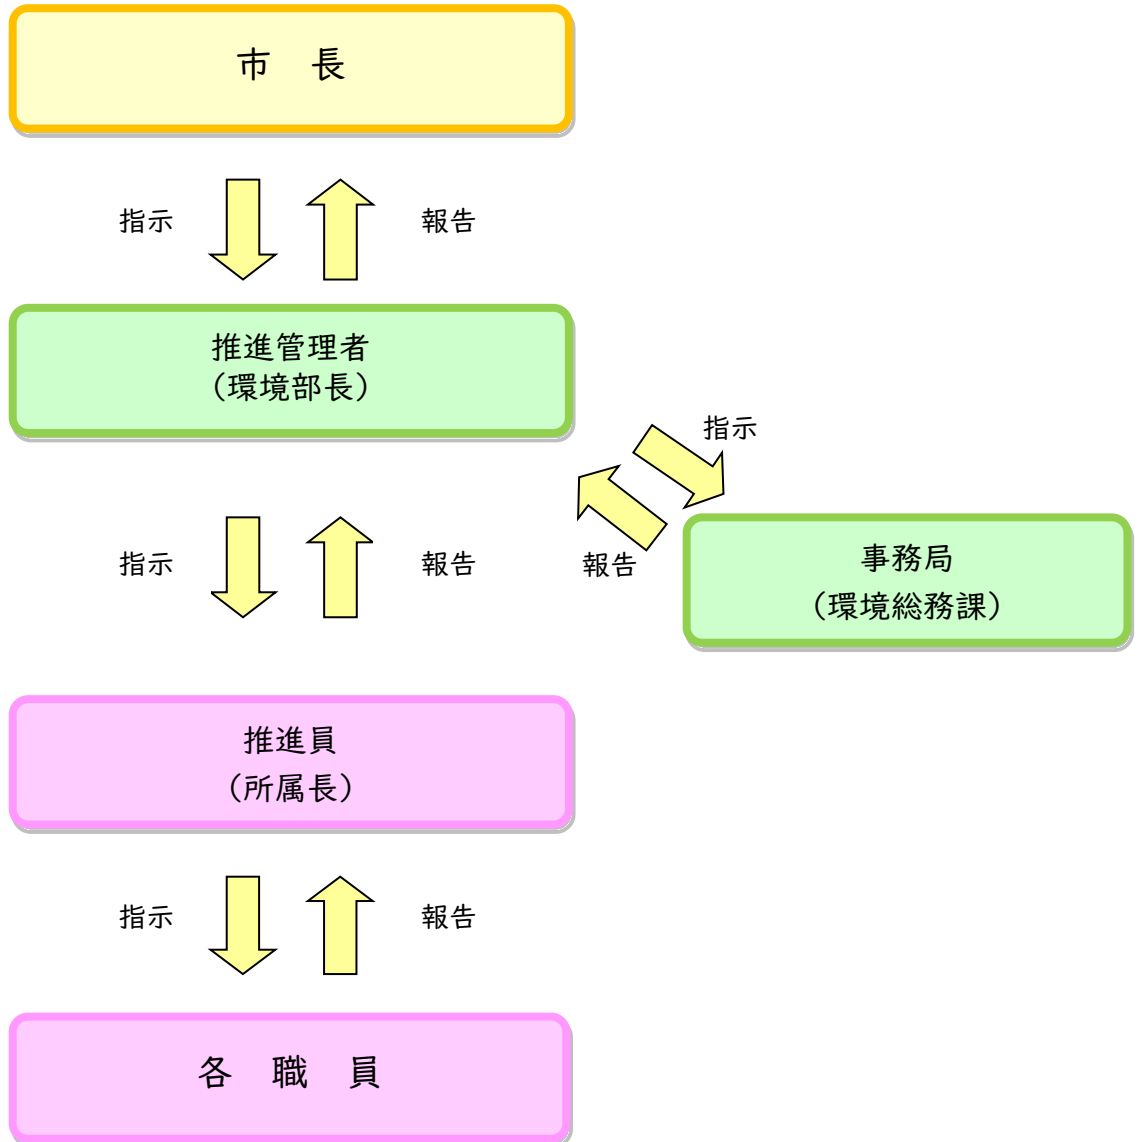 市　長
指示
報告
推進管理者
（環境部長）
指示
報告
指示
報告
事務局
（環境総務課）
推進員
（所属長）
指示
報告
各　職　員